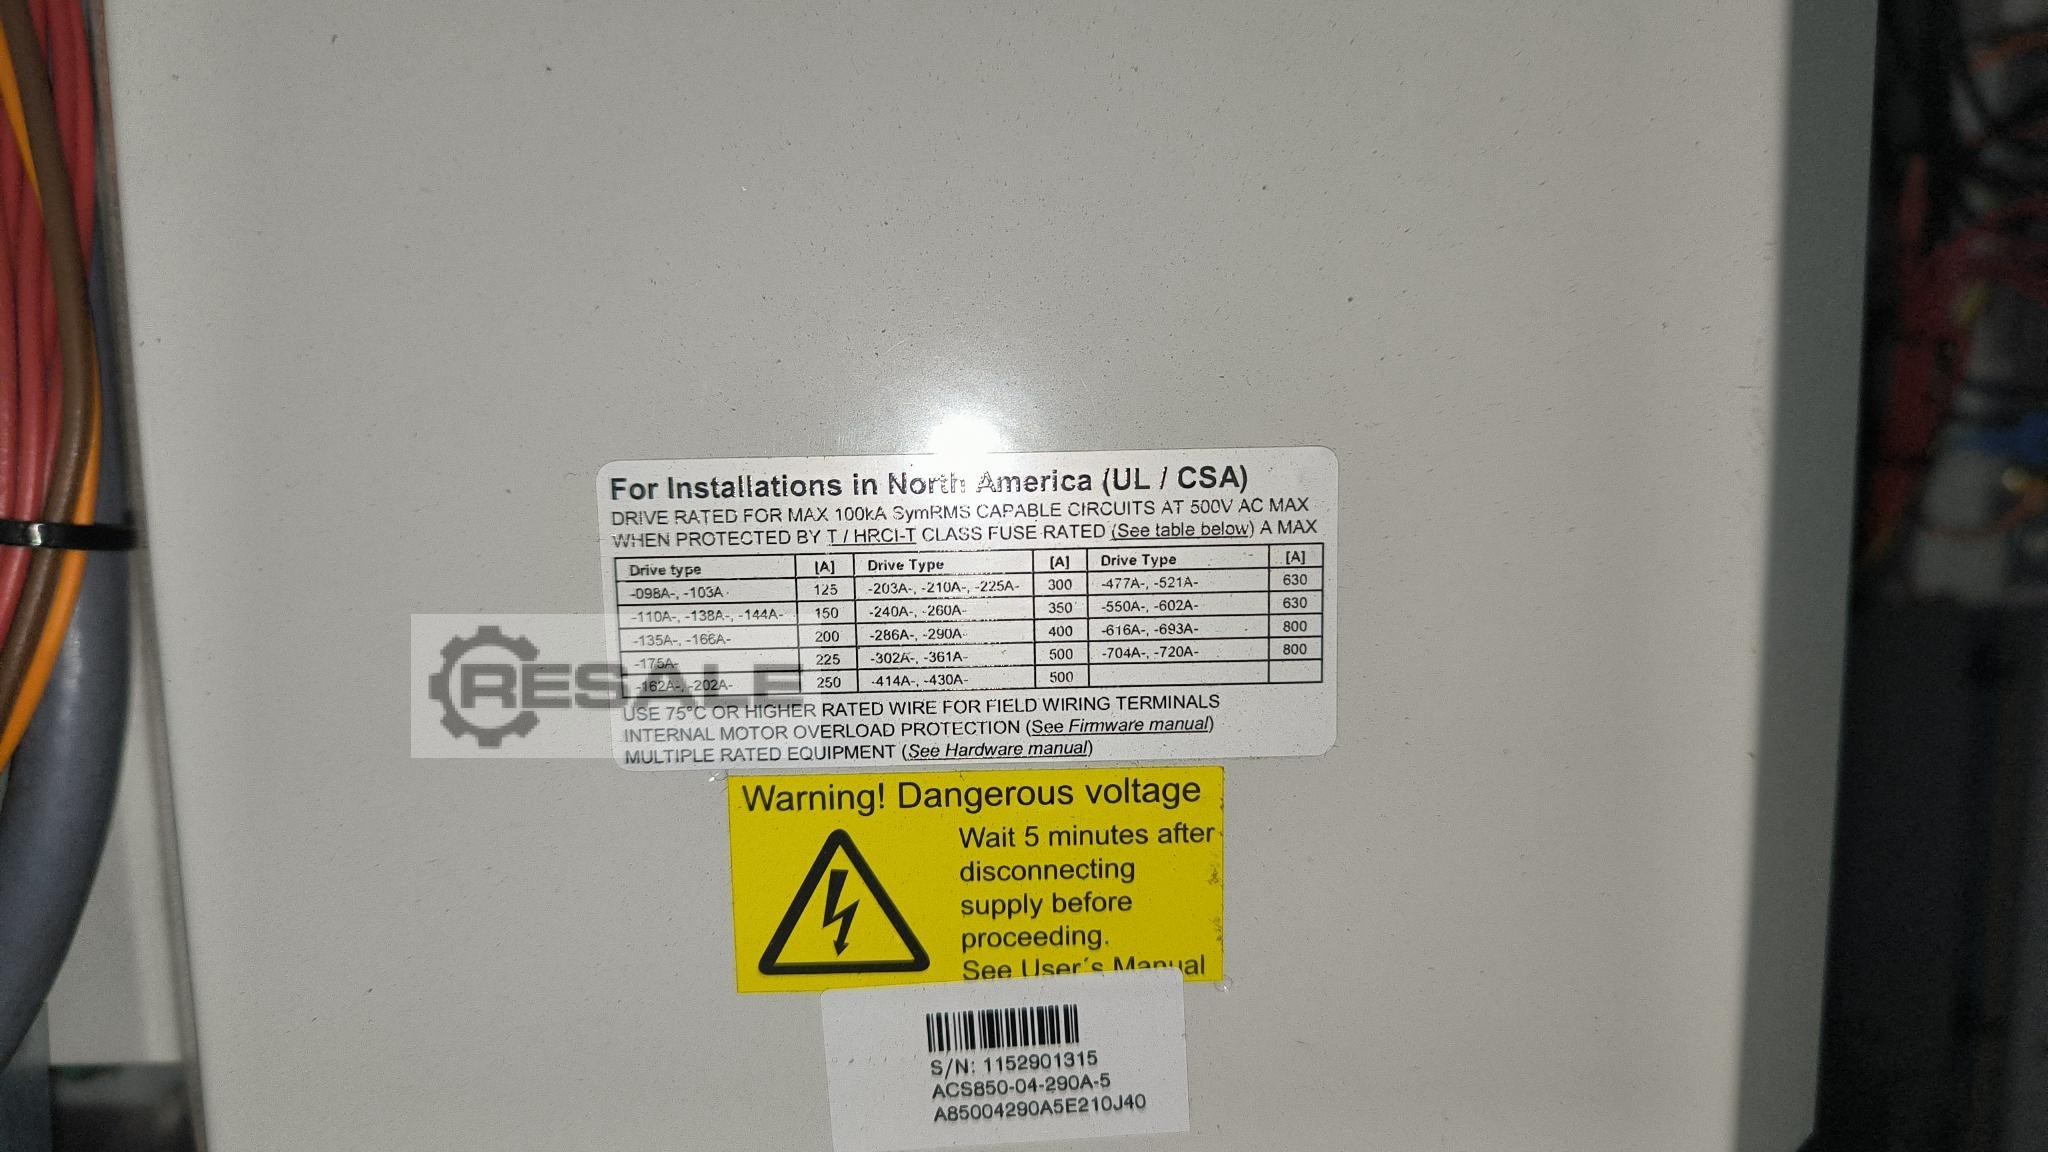 For Installations in North America (UL / CSA)
DRIVE RATED FOR MAX 100kA SymRMS CAPABLE CIRCUITS AT 500V AC MAX
WHEN PROTECTED BY T / HRCI-T CLASS FUSE RATED (See table below) A MAX
Drive type [A] Drive Type [A] Drive Type [A]
-098A-, -103A- 125 -203A-, -210A-, -225A- 300 -477A-, -521A- 630
-110A-, -138A-, -144A- 150 -240A-, -260A- 350 -550A-, -602A- 630
-135A-, -166A- 200 -286A-, -290A- 400 -616A-, -693A- 800
-175A- 225 -302A-, -361A- 500 -704A-, -720A- 800
-162A-, -202A- 250 -414A-, -430A- 500
RESALE
USE 75°C OR HIGHER RATED WIRE FOR FIELD WIRING TERMINALS
INTERNAL MOTOR OVERLOAD PROTECTION (See Firmware manual)
MULTIPLE RATED EQUIPMENT (See Hardware manual)
Warning! Dangerous voltage
Wait 5 minutes after
disconnecting
supply before
proceeding.
See User´s Manual
S/N: 1152901315
ACS850-04-290A-5
A85004290A5E210J40